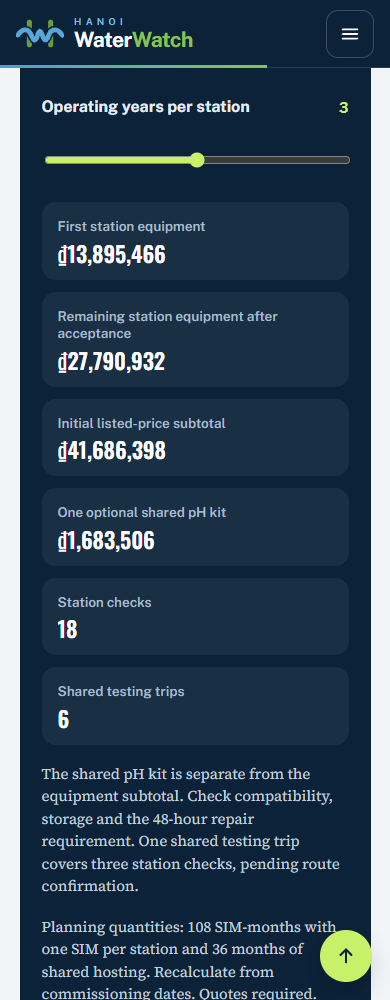 HANOI
WaterWatch
Operating years per station 3
First station equipment
₫13,895,466
Remaining station equipment after
acceptance
₫27,790,932
Initial listed-price subtotal
₫41,686,398
One optional shared pH kit
₫1,683,506
Station checks
18
Shared testing trips
6
The shared pH kit is separate from the
equipment subtotal. Check compatibility,
storage and the 48-hour repair
requirement. One shared testing trip
covers three station checks, pending route
confirmation.
Planning quantities: 108 SIM-months with
one SIM per station and 36 months of
shared hosting. Recalculate from
commissioning dates. Quotes required.